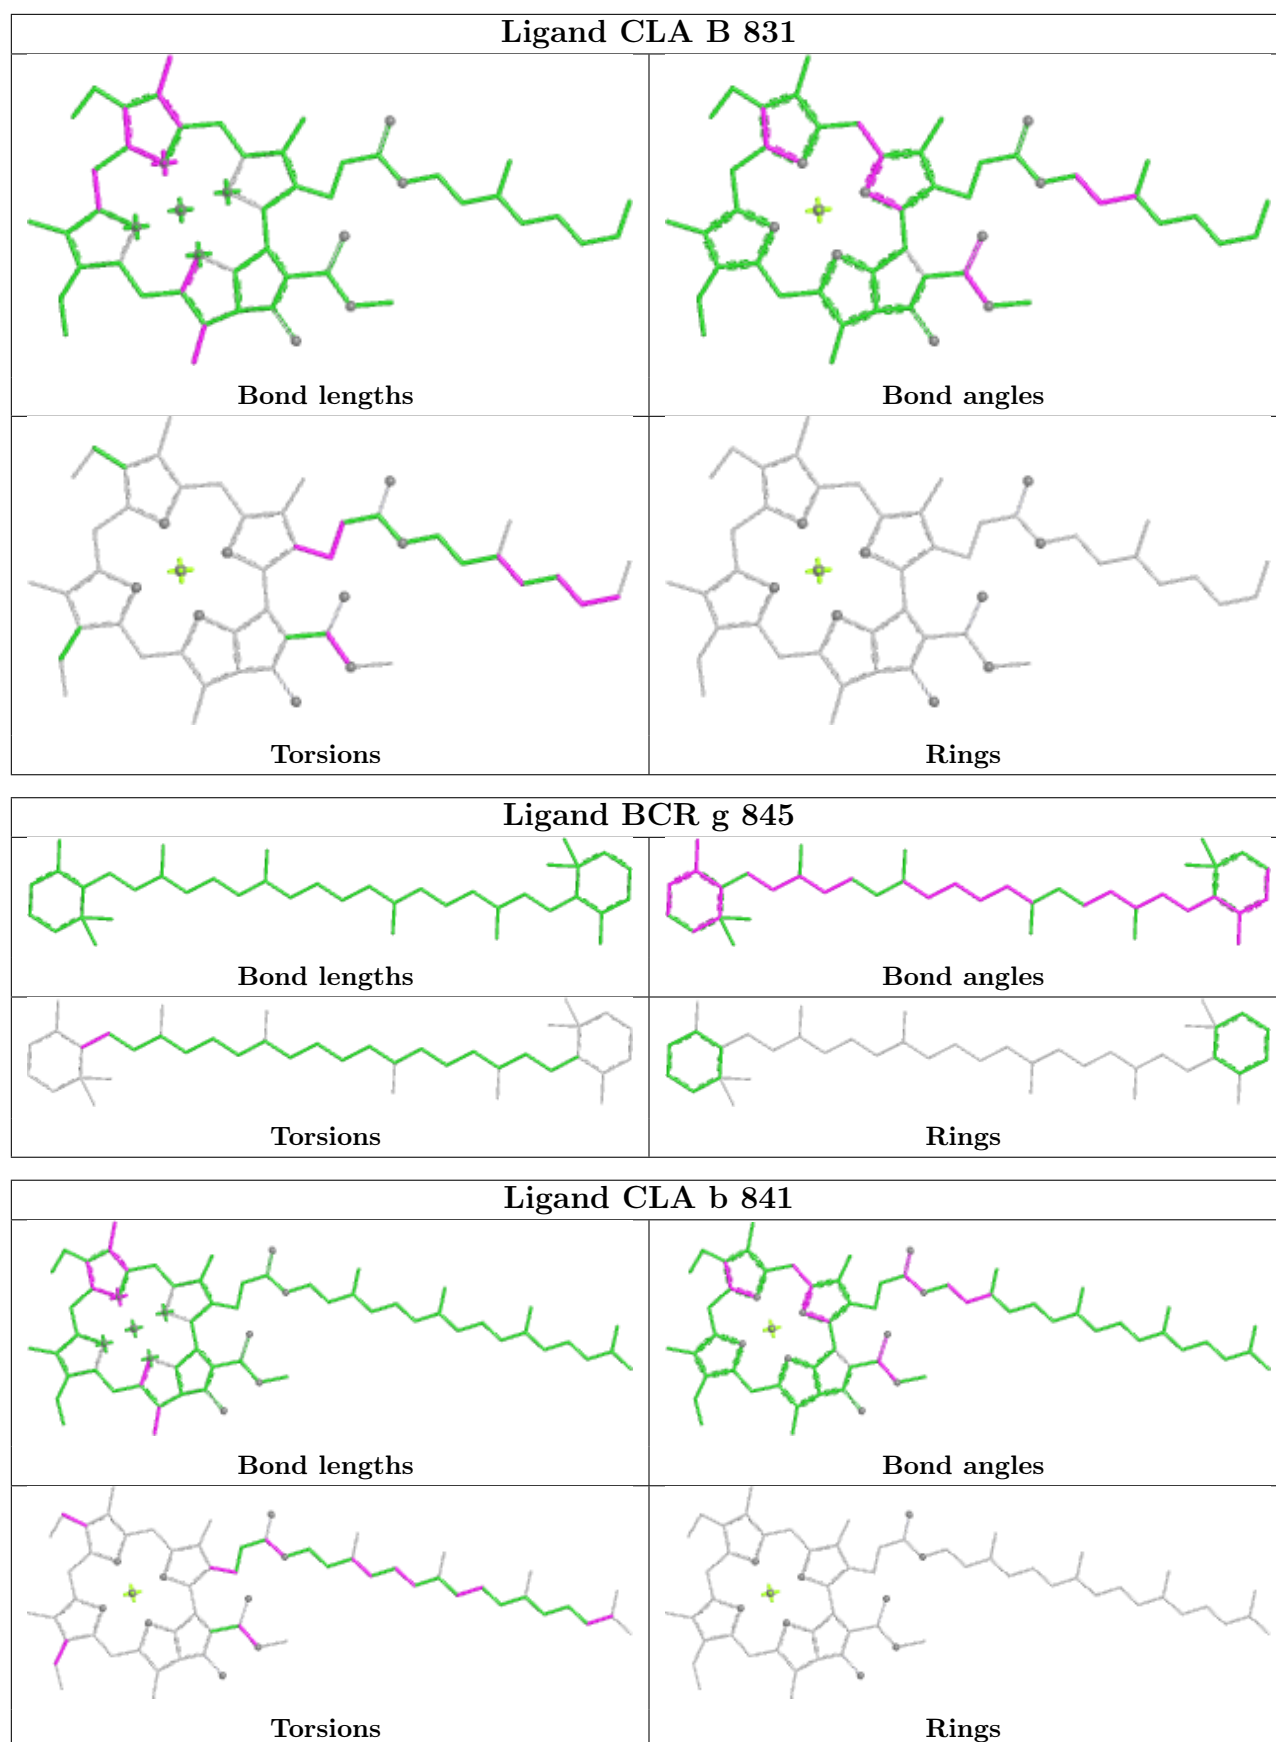 Ligand CLA B 831
Bond lengths
Bond angles
Torsions
Rings
Ligand BCR g 845
Bond lengths
Bond angles
Torsions
Rings
Ligand CLA b 841
Bond lengths
Bond angles
Torsions
Rings